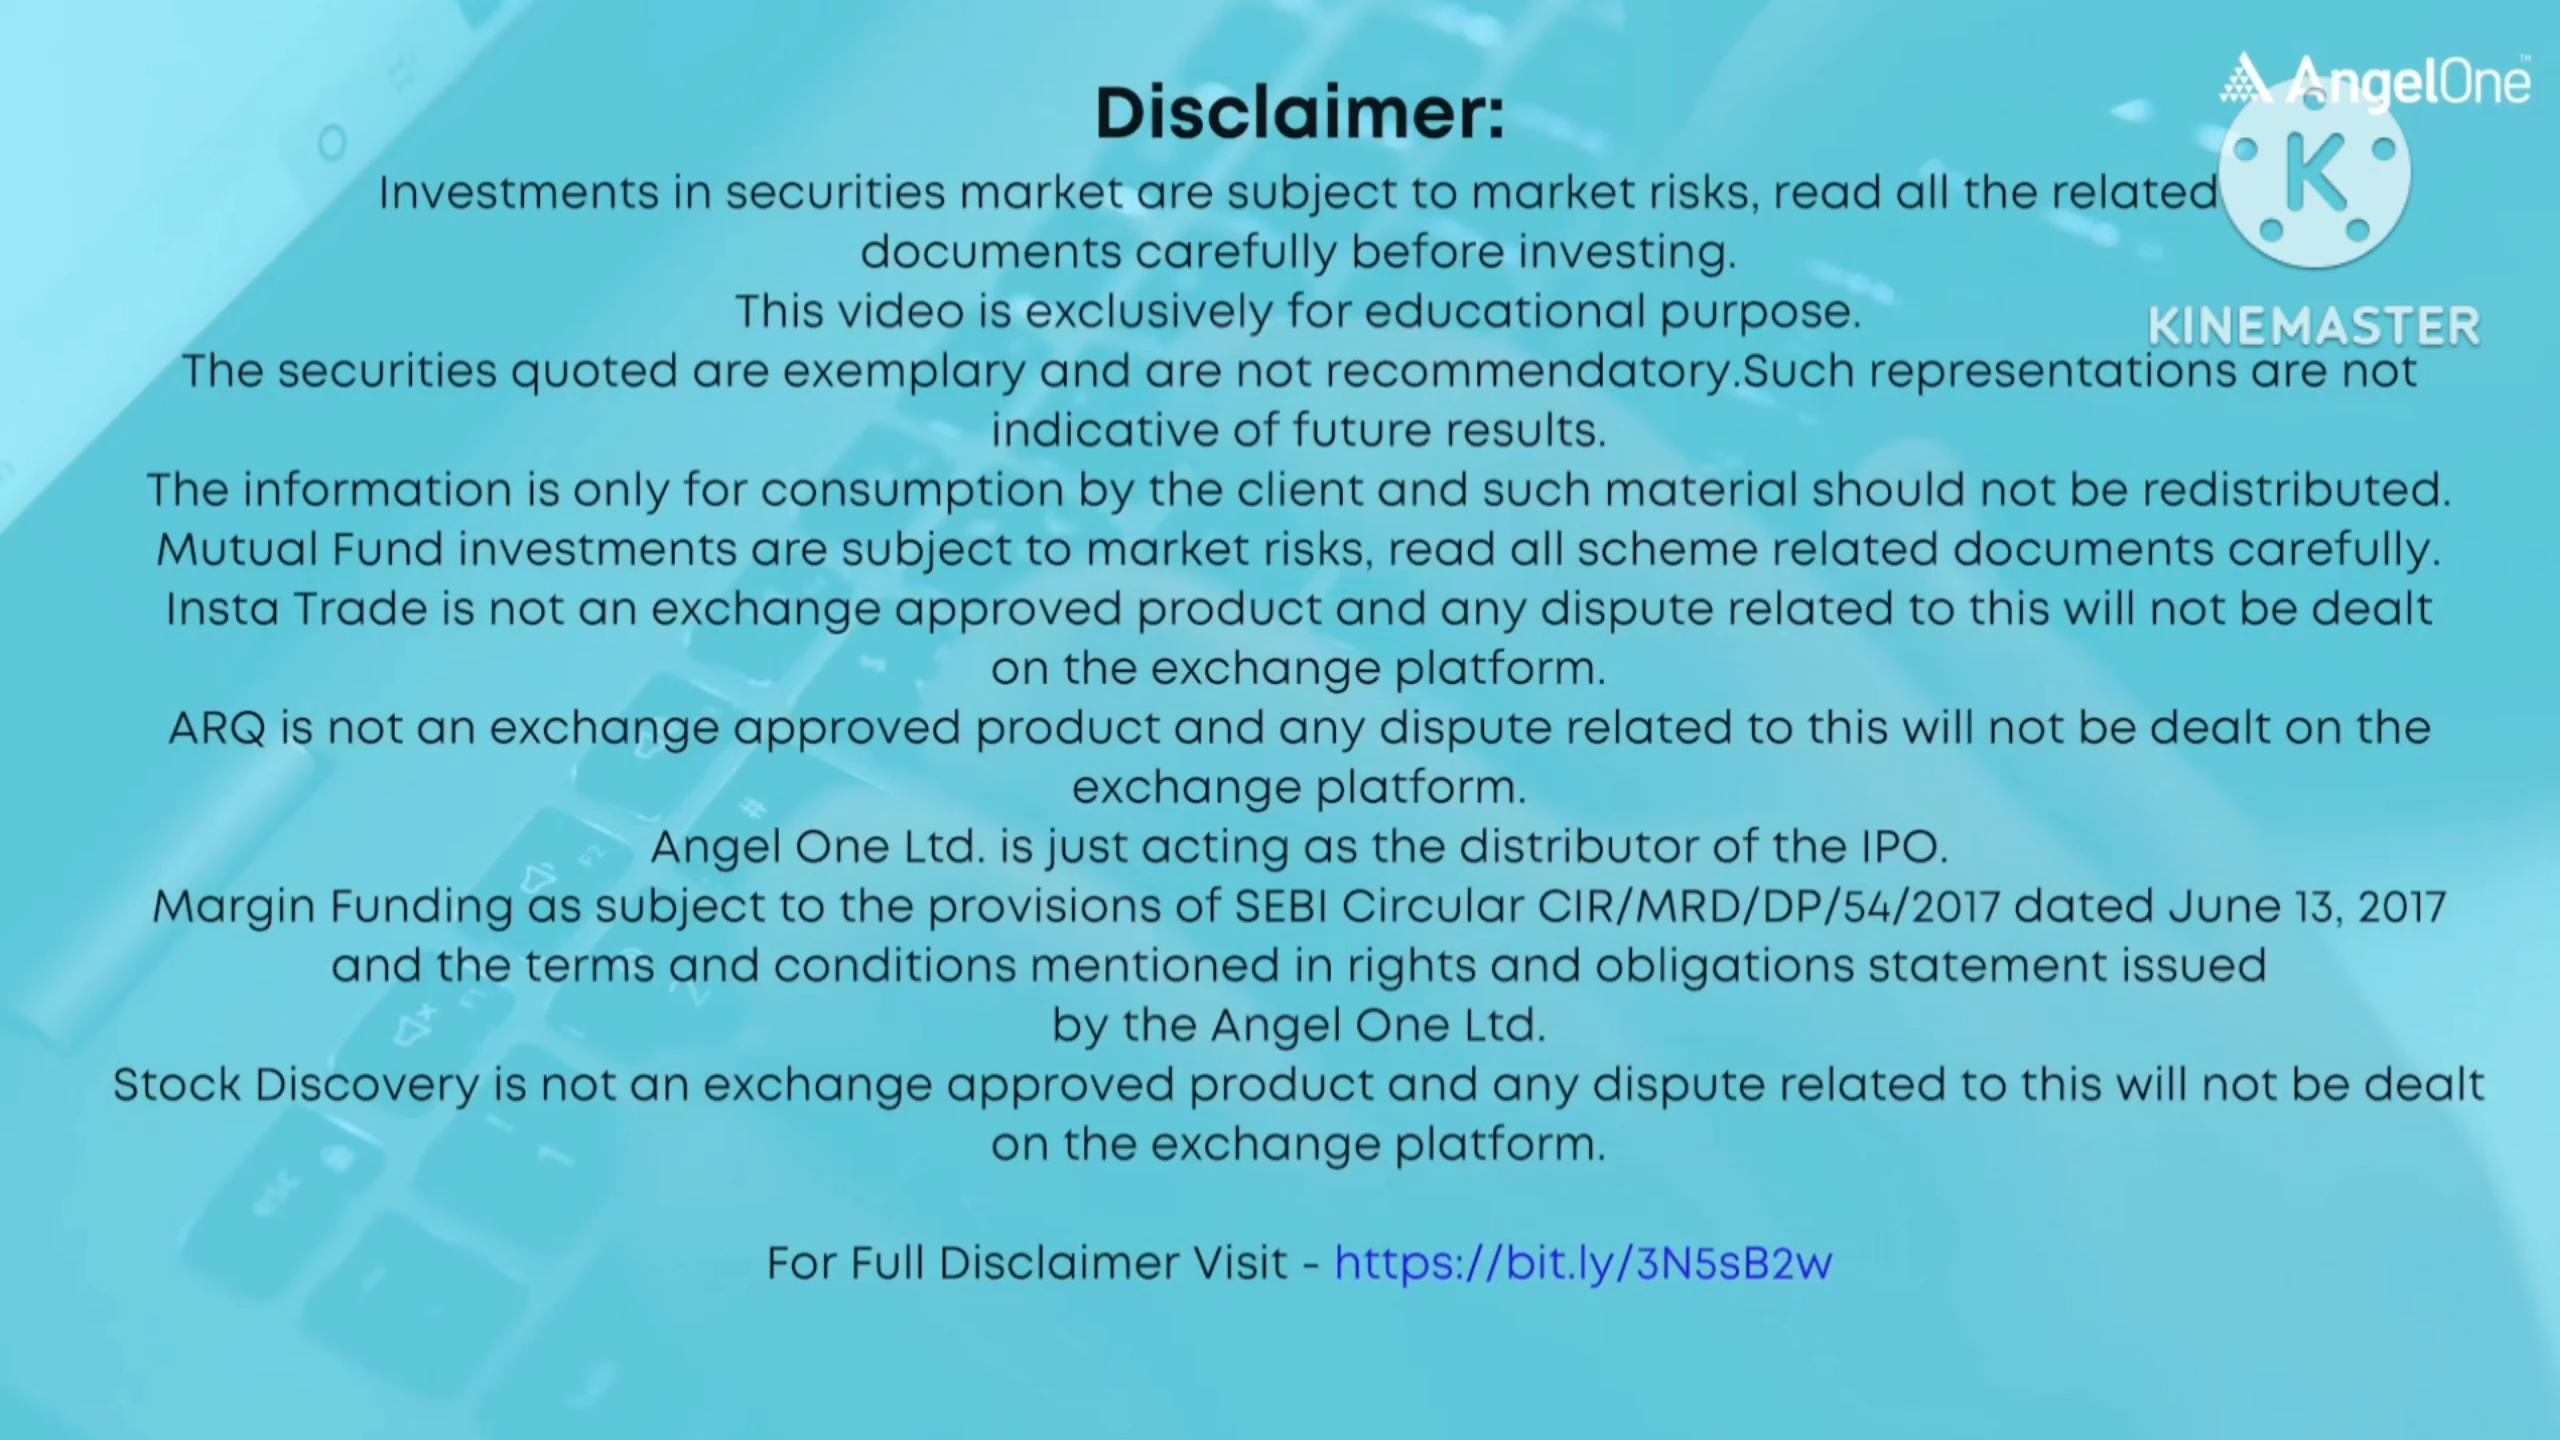 AngelOne™
Disclaimer:
K
KINEMASTER
Investments in securities market are subject to market risks, read all the related
documents carefully before investing.
This video is exclusively for educational purpose.
The securities quoted are exemplary and are not recommendatory.Such representations are not
indicative of future results.
The information is only for consumption by the client and such material should not be redistributed.
Mutual Fund investments are subject to market risks, read all scheme related documents carefully.
Insta Trade is not an exchange approved product and any dispute related to this will not be dealt
on the exchange platform.
ARQ is not an exchange approved product and any dispute related to this will not be dealt on the
exchange platform.
Angel One Ltd. is just acting as the distributor of the IPO.
Margin Funding as subject to the provisions of SEBI Circular CIR/MRD/DP/54/2017 dated June 13, 2017
and the terms and conditions mentioned in rights and obligations statement issued
by the Angel One Ltd.
Stock Discovery is not an exchange approved product and any dispute related to this will not be dealt
on the exchange platform.
For Full Disclaimer Visit - https://bit.ly/3N5sB2w